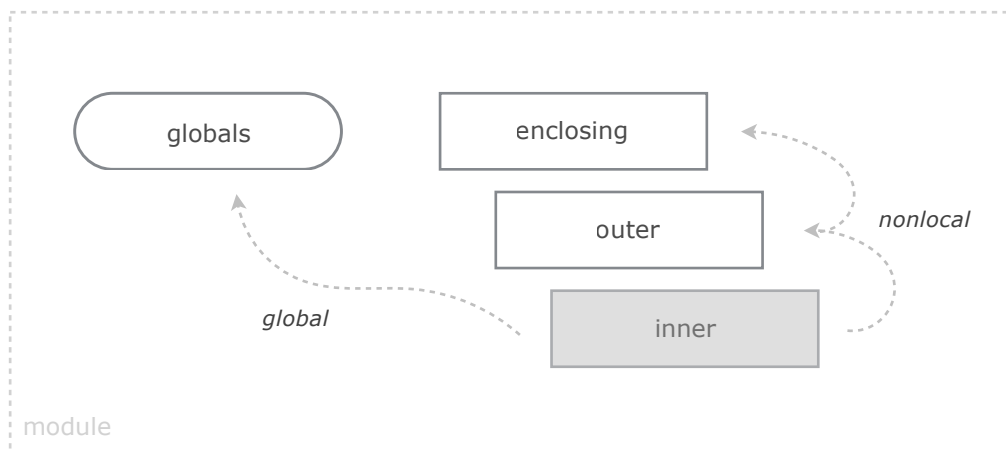 globals
enclosing
outer
nonlocal
global
inner
module